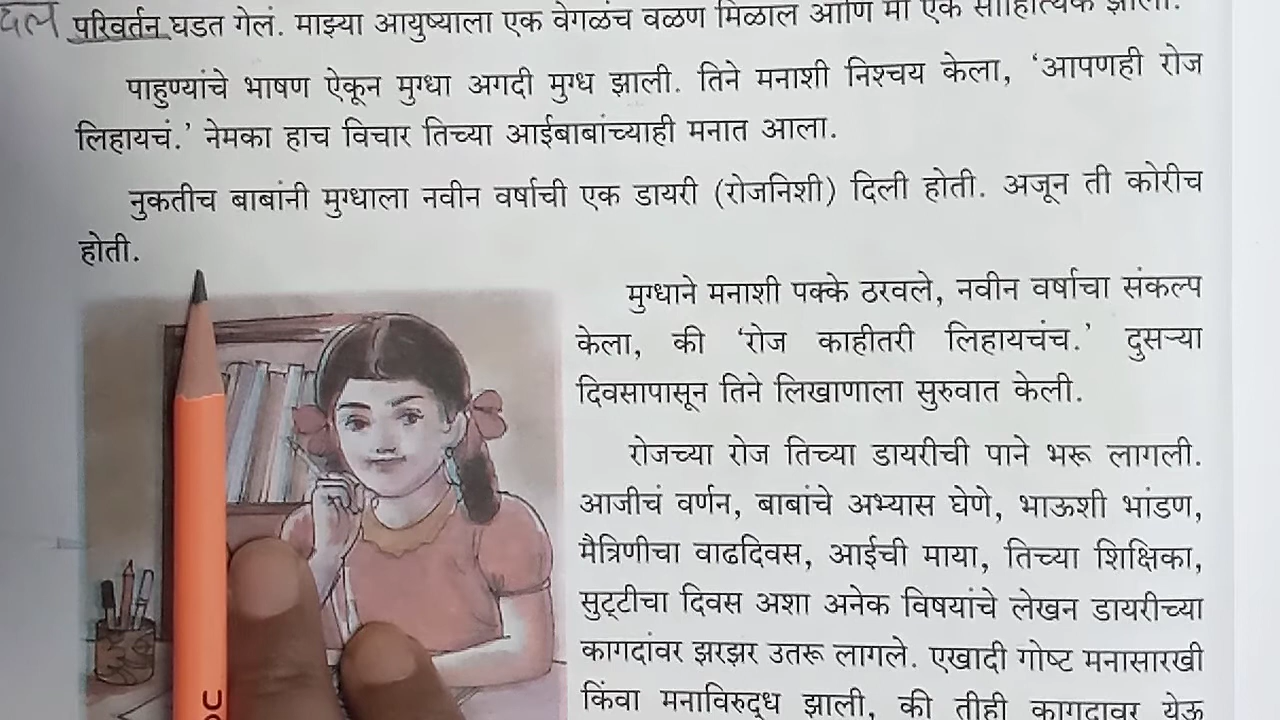 परिवर्तन घडत गेलं. माझ्या आयुष्याला एक वेगळंच वळण मिळाल आणि मी एक साहित्यिक झालो.
पाहुण्यांचे भाषण ऐकून मुग्धा अगदी मुग्ध झाली. तिने मनाशी निश्चय केला, 'आपणही रोज
लिहायचं.' नेमका हाच विचार तिच्या आईबाबांच्याही मनात आला.
नुकतीच बाबांनी मुग्धाला नवीन वर्षाची एक डायरी (रोजनिशी) दिली होती. अजून ती कोरीच
होती.
मुग्धाने मनाशी पक्के ठरवले, नवीन वर्षाचा संकल्प
केला, की 'रोज काहीतरी लिहायचंच.' दुसऱ्या
दिवसापासून तिने लिखाणाला सुरुवात केली.
रोजच्या रोज तिच्या डायरीची पाने भरू लागली.
आजीचं वर्णन, बाबांचे अभ्यास घेणे, भाऊशी भांडण,
मैत्रिणीचा वाढदिवस, आईची माया, तिच्या शिक्षिका,
सुट्टीचा दिवस अशा अनेक विषयांचे लेखन डायरीच्या
कागदांवर झरझर उतरू लागले. एखादी गोष्ट मनासारखी
किंवा मनाविरुद्ध झाली, की तीही कागदावर येऊ